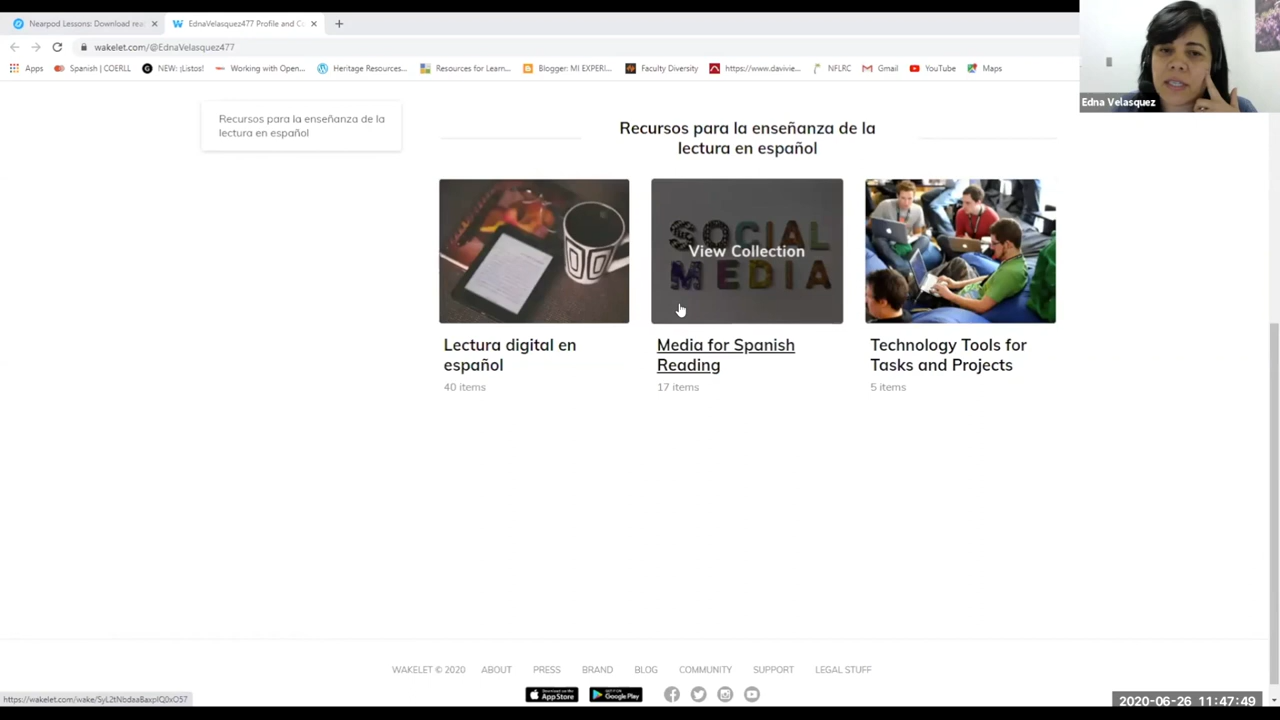 Nearpod Lessons: Download rea
EdnaVelasquez477 Profile and Co
wakelet.com/@EdnaVelasquez477
Apps
Spanish | COERLL
NEW: ¡Listos!
Working with Open...
Heritage Resources...
Resources for Learn...
Blogger: MI EXPERI...
Faculty Diversity
https://www.davivie...
NFLRC
Gmail
YouTube
Maps
Edna Velasquez
Recursos para la enseñanza de la
lectura en español
Recursos para la enseñanza de la
lectura en español
SOCIAL
MEDIA
View Collection
Lectura digital en
español
40 items
Media for Spanish
Reading
17 items
Technology Tools for
Tasks and Projects
5 items
WAKELET © 2020
ABOUT
PRESS
BRAND
BLOG
COMMUNITY
SUPPORT
LEGAL STUFF
App Store
Google Play
2020-06-26 11:47:49